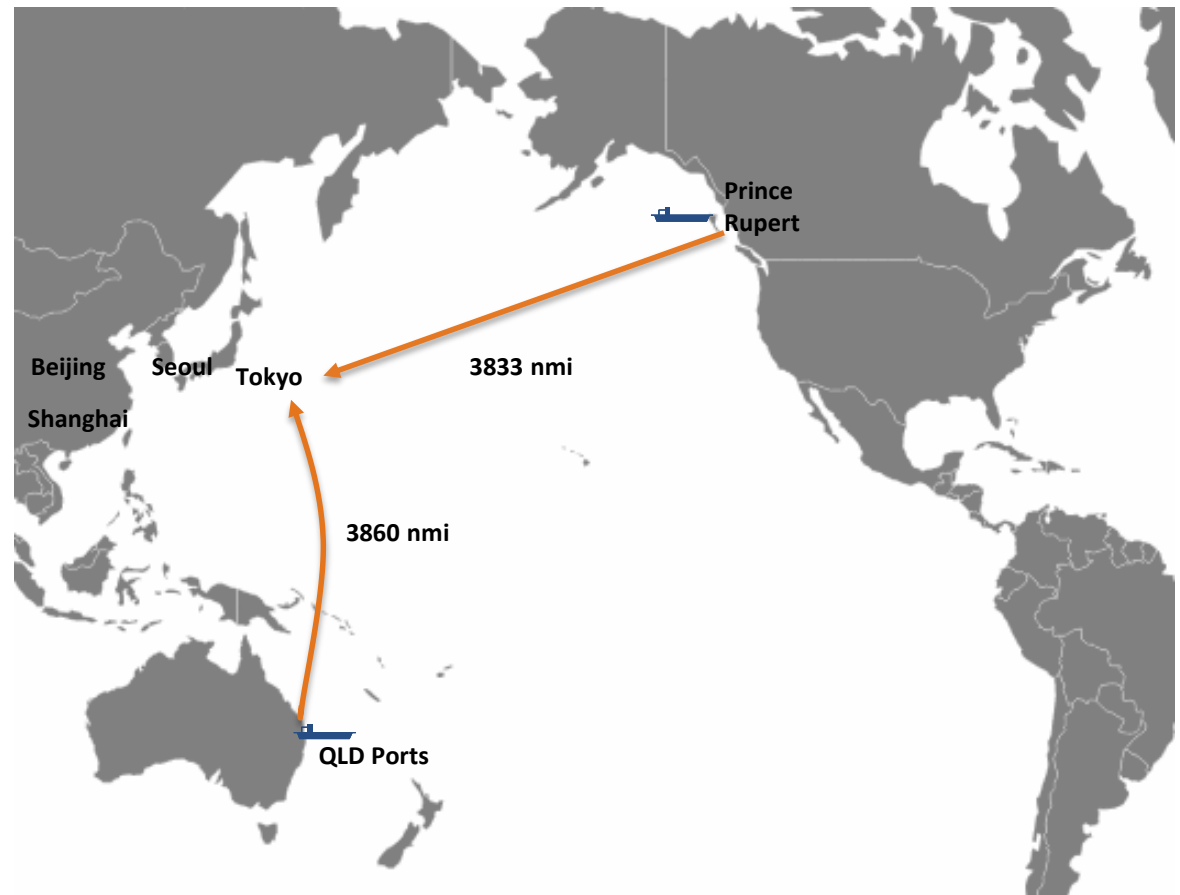 Prince
Rupert
Beijing
Seoul
Tokyo
3833 nmi
Shanghai
3860 nmi
QLD Ports